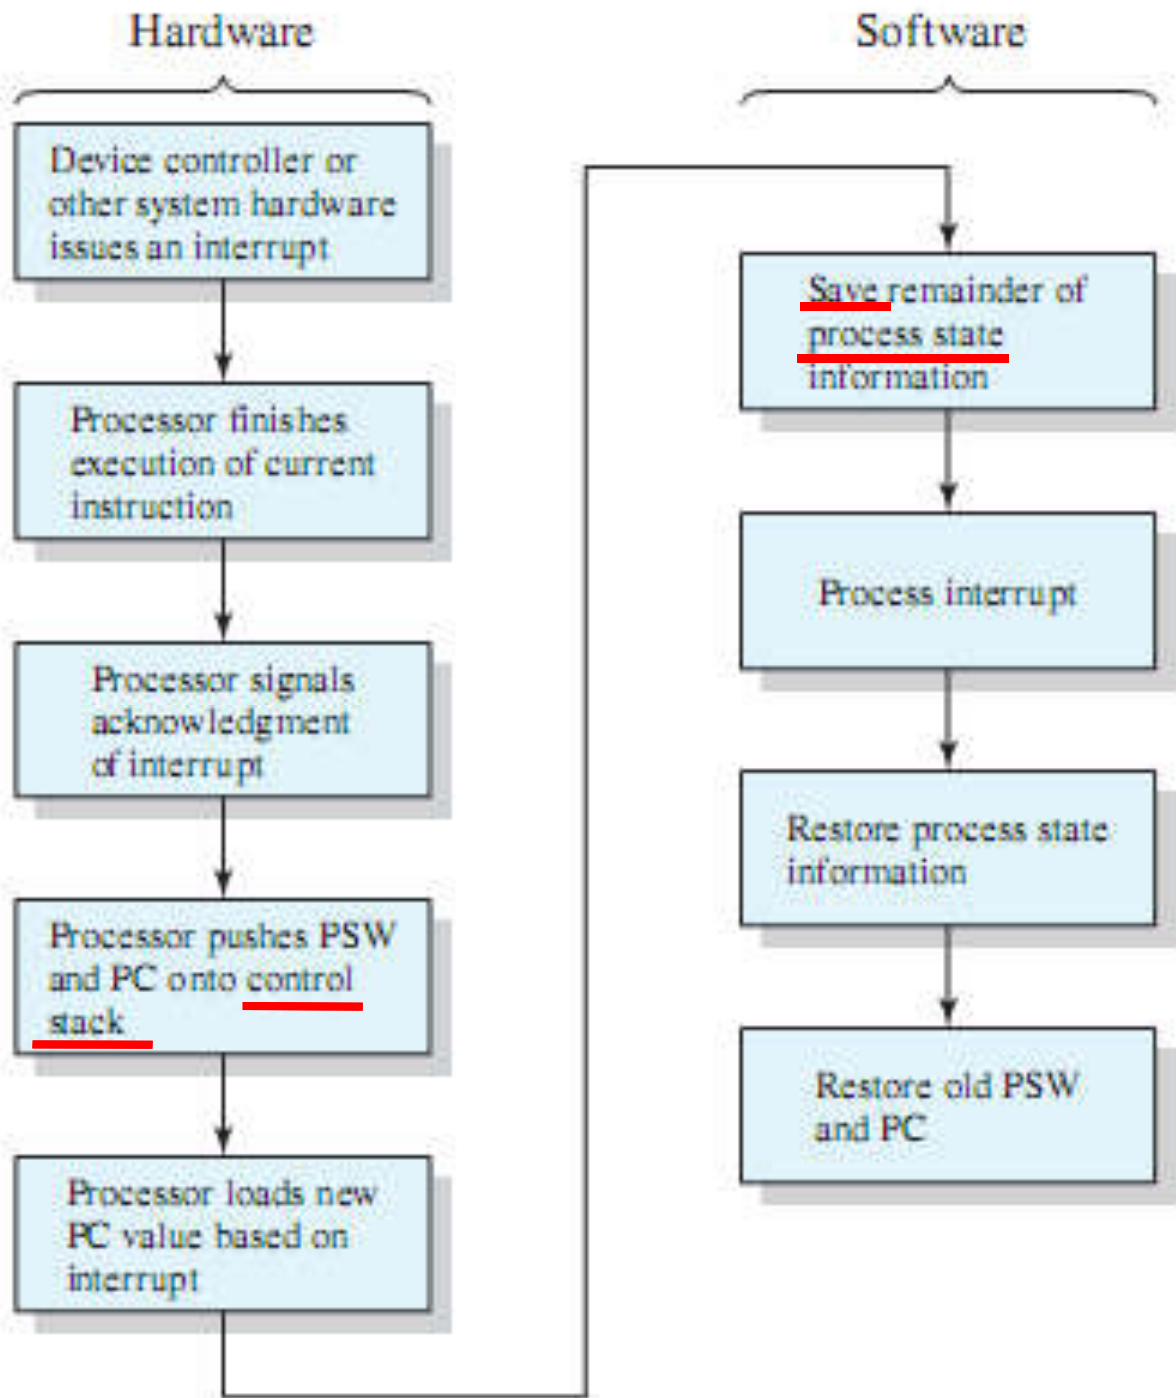 Hardware
Device controller or
other system hardware
issues an interrupt
Processor finishes
execution of current
instruction
Processor signals
acknowledgment
of interrupt
Processor pushes PSW
and PC onto control
stack
Processor loads new
PC value based on
interrupt
Software
Save remainder of
process state
information
Process interrupt
Restore process state
information
Restore old PSW
and PC